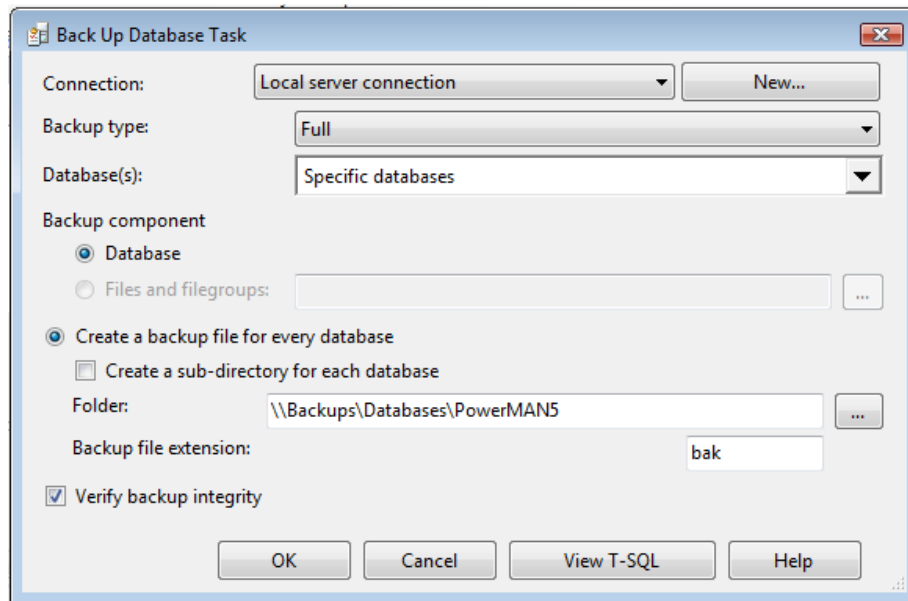 Back Up Database Task
Connection: Local server connection New...
Backup type: Full
Database(s): Specific databases
Backup component
Database
Files and filegroups: ...
Create a backup file for every database
Create a sub-directory for each database
Folder: \\Backups\Databases\PowerMAN5 ...
Backup file extension: bak
Verify backup integrity
OK Cancel View T-SQL Help